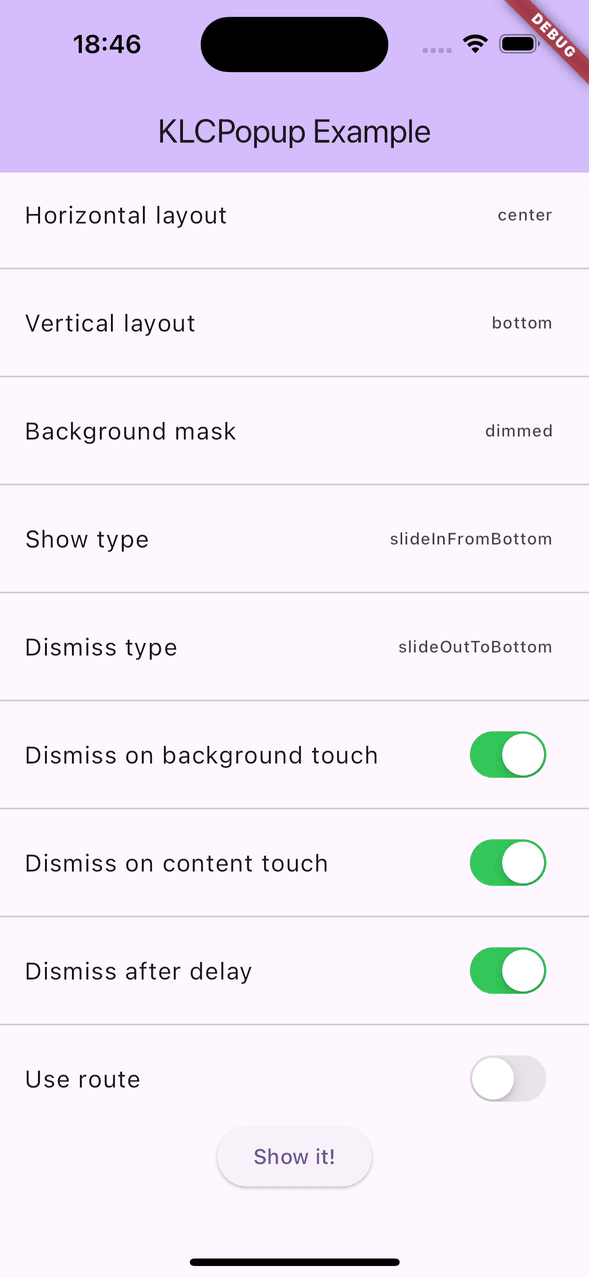 18:46
DEBUG
KLCPopup Example
Horizontal layout center
Vertical layout bottom
Background mask dimmed
Show type slideInFromBottom
Dismiss type slideOutToBottom
Dismiss on background touch
Dismiss on content touch
Dismiss after delay
Use route
Show it!